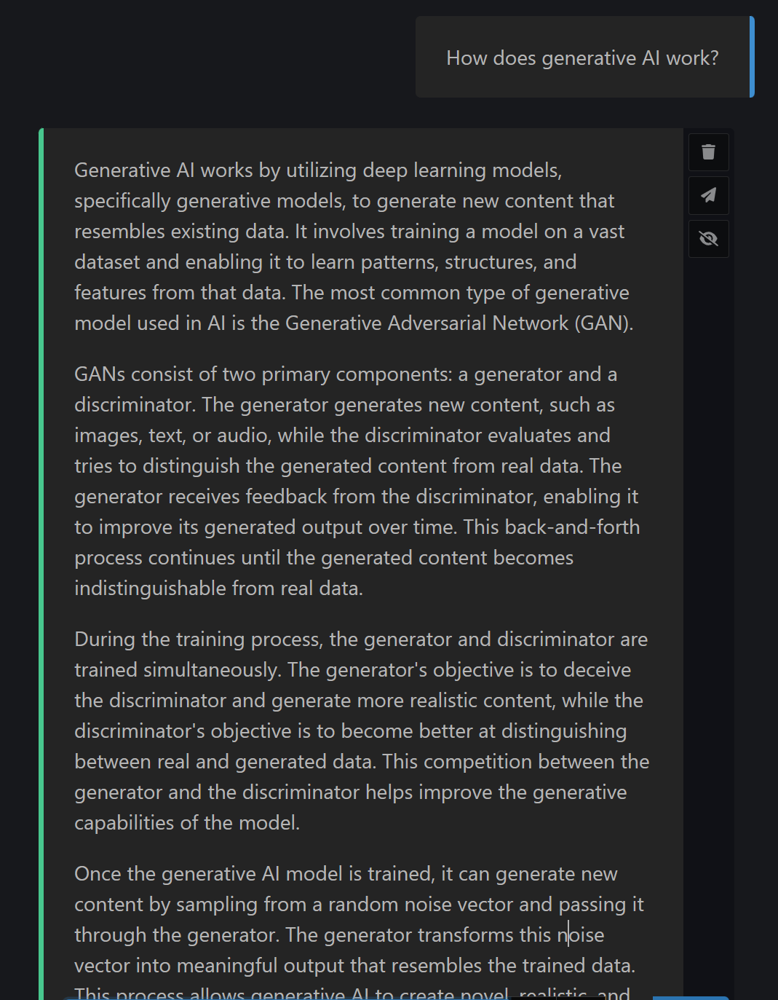 How does generative AI work?
Generative AI works by utilizing deep learning models,
specifically generative models, to generate new content that
resembles existing data. It involves training a model on a vast
dataset and enabling it to learn patterns, structures, and
features from that data. The most common type of generative
model used in AI is the Generative Adversarial Network (GAN).
GANs consist of two primary components: a generator and a
discriminator. The generator generates new content, such as
images, text, or audio, while the discriminator evaluates and
tries to distinguish the generated content from real data. The
generator receives feedback from the discriminator, enabling it
to improve its generated output over time. This back-and-forth
process continues until the generated content becomes
indistinguishable from real data.
During the training process, the generator and discriminator are
trained simultaneously. The generator's objective is to deceive
the discriminator and generate more realistic content, while the
discriminator's objective is to become better at distinguishing
between real and generated data. This competition between the
generator and the discriminator helps improve the generative
capabilities of the model.
Once the generative AI model is trained, it can generate new
content by sampling from a random noise vector and passing it
through the generator. The generator transforms this noise
vector into meaningful output that resembles the trained data.
This process allows generative AI to create novel, realistic, and